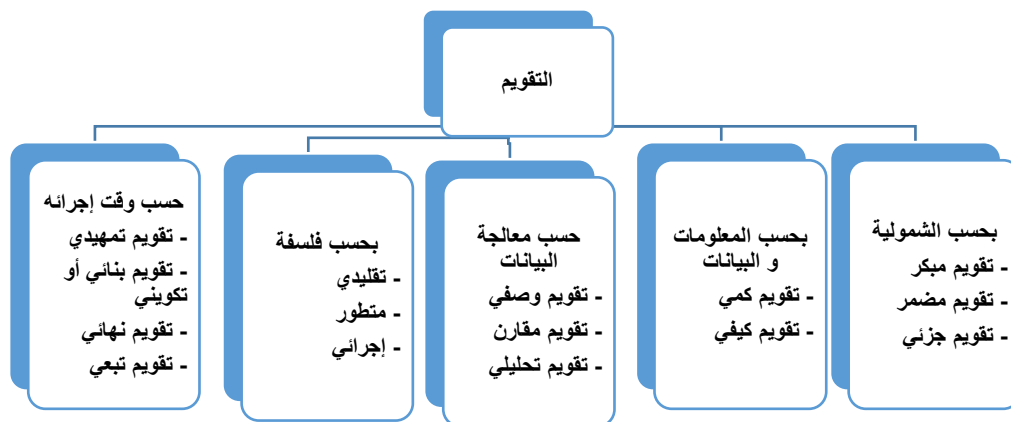 التقويم
بحسب الشمولية
- تقويم مبكر
- تقويم مضمر
- تقويم جزئي
بحسب المعلومات
و البيانات
- تقويم كمي
- تقويم كيفي
حسب معالجة
البيانات
- تقويم وصفي
- تقويم مقارن
- تقويم تحليلي
بحسب فلسفة
- تقليدي
- متطور
- إجرائي
حسب وقت إجرائه
- تقويم تمهيدي
- تقويم بنائي أو
تكويني
- تقويم نهائي
- تقويم تبعي